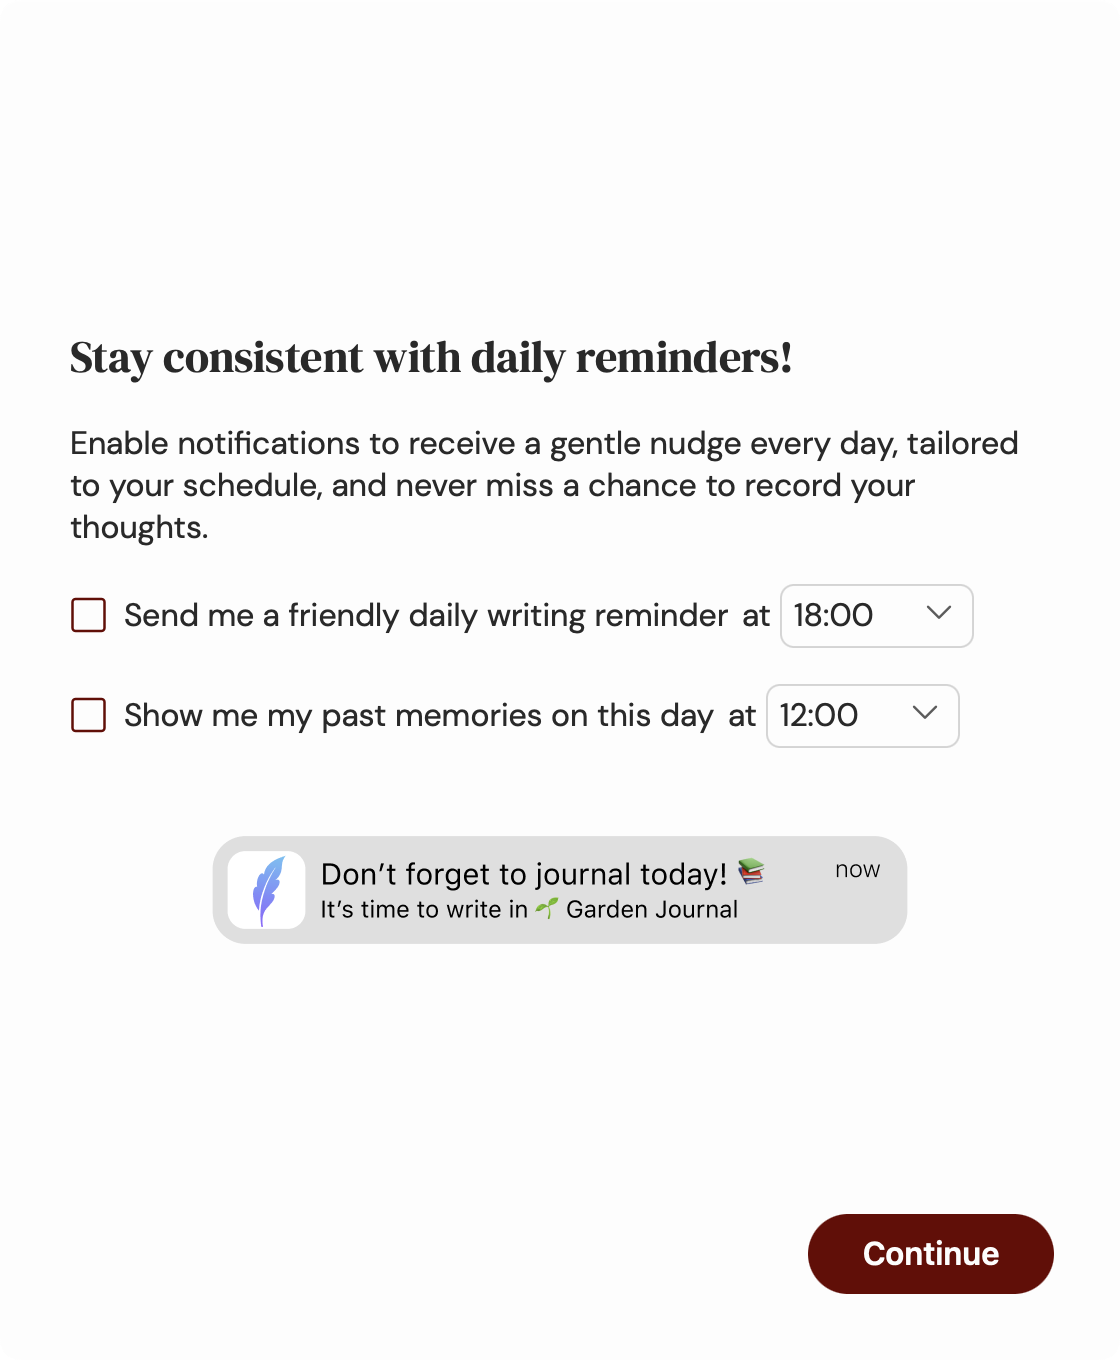 Stay consistent with daily reminders!
Enable notifications to receive a gentle nudge every day, tailored
to your schedule, and never miss a chance to record your
thoughts.
Send me a friendly daily writing reminder at 18:00
Show me my past memories on this day at 12:00
Don’t forget to journal today! 📚 now
It’s time to write in 🌱 Garden Journal
Continue